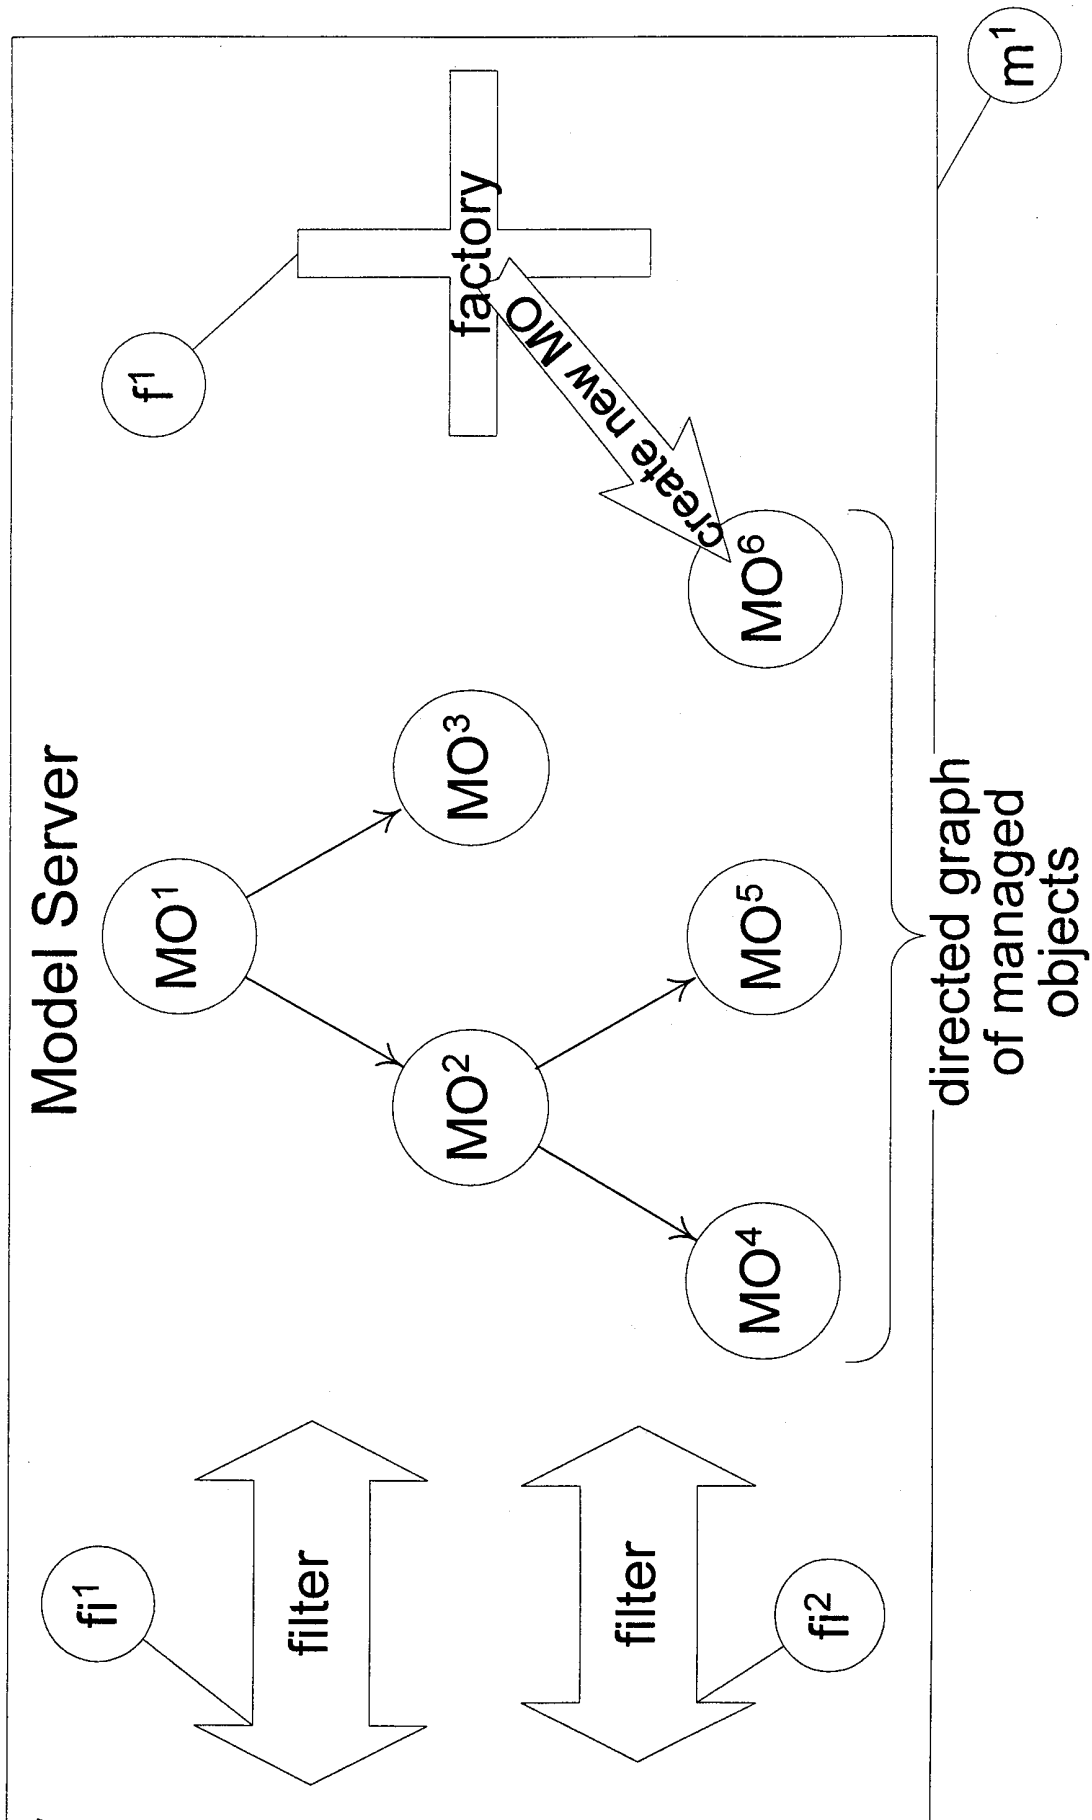 Model Server
fi¹
filter
filter
fi²
MO¹
MO²
MO³
MO⁴
MO⁵
MO⁶
create new MO
factory
f¹
directed graph
of managed
objects
m¹